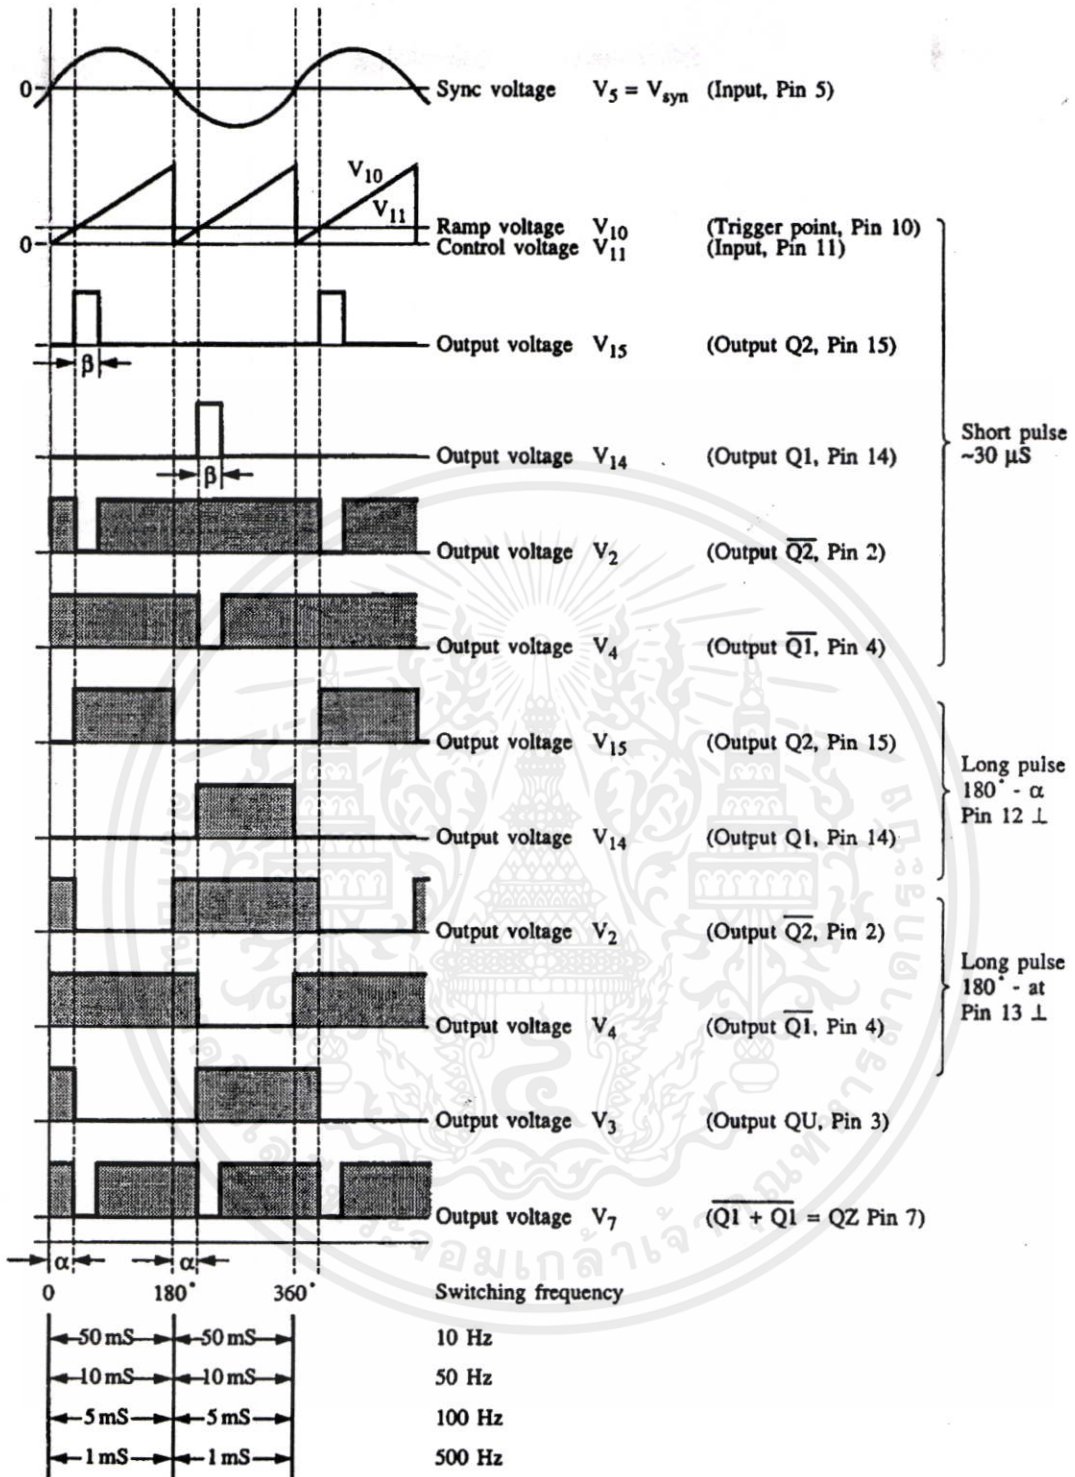 0 Sync voltage V5 = Vsyn (Input, Pin 5)
V10
V11
Ramp voltage V10 (Trigger point, Pin 10)
0 Control voltage V11 (Input, Pin 11)
Output voltage V15 (Output Q2, Pin 15)
β
Output voltage V14 (Output Q1, Pin 14)
β
Short pulse
~30 µS
Output voltage V2 (Output Q̅2̅, Pin 2)
Output voltage V4 (Output Q̅1̅, Pin 4)
Output voltage V15 (Output Q2, Pin 15)
Long pulse
180° - α
Pin 12 ⊥
Output voltage V14 (Output Q1, Pin 14)
Output voltage V2 (Output Q̅2̅, Pin 2)
Long pulse
180° - at
Pin 13 ⊥
Output voltage V4 (Output Q̅1̅, Pin 4)
Output voltage V3 (Output QU, Pin 3)
Output voltage V7 (Q̅1̅ ̅+̅ ̅Q̅1̅ = QZ Pin 7)
α α
0 180° 360° Switching frequency
50 mS 50 mS 10 Hz
10 mS 10 mS 50 Hz
5 mS 5 mS 100 Hz
1 mS 1 mS 500 Hz